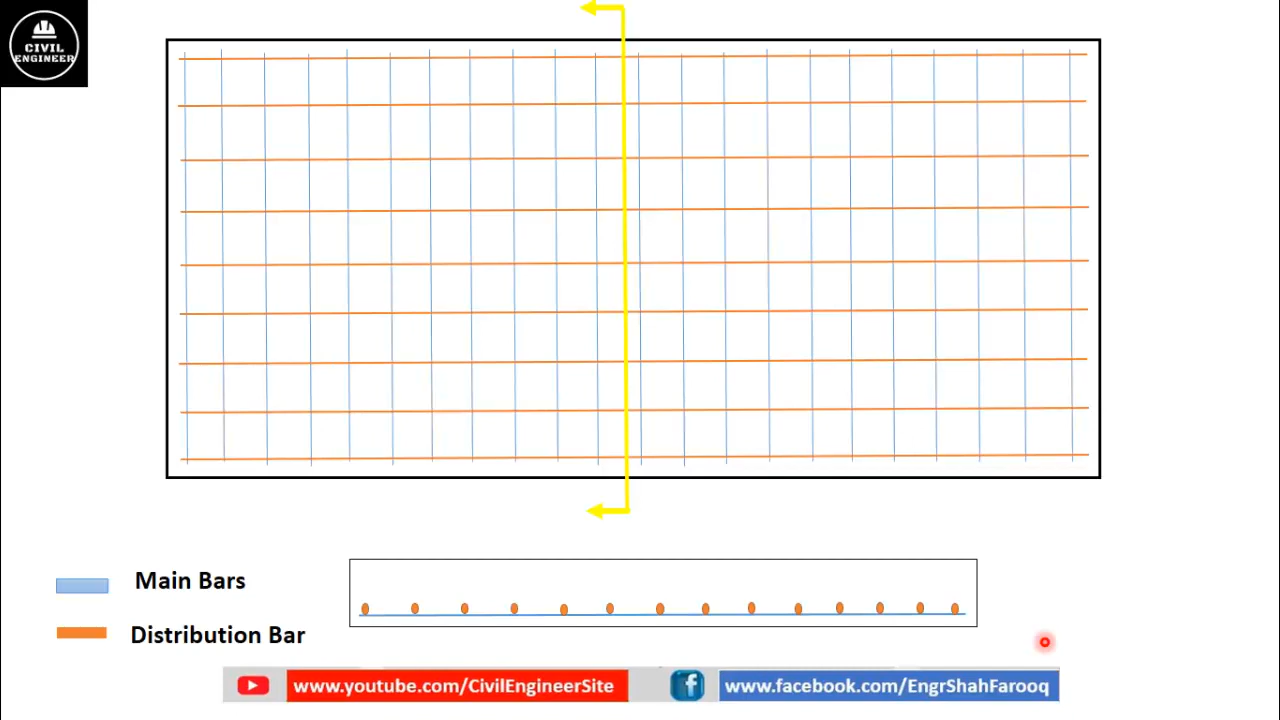 CIVIL
ENGINEER
Main Bars
Distribution Bar
www.youtube.com/CivilEngineerSite
f www.facebook.com/EngrShahFarooq